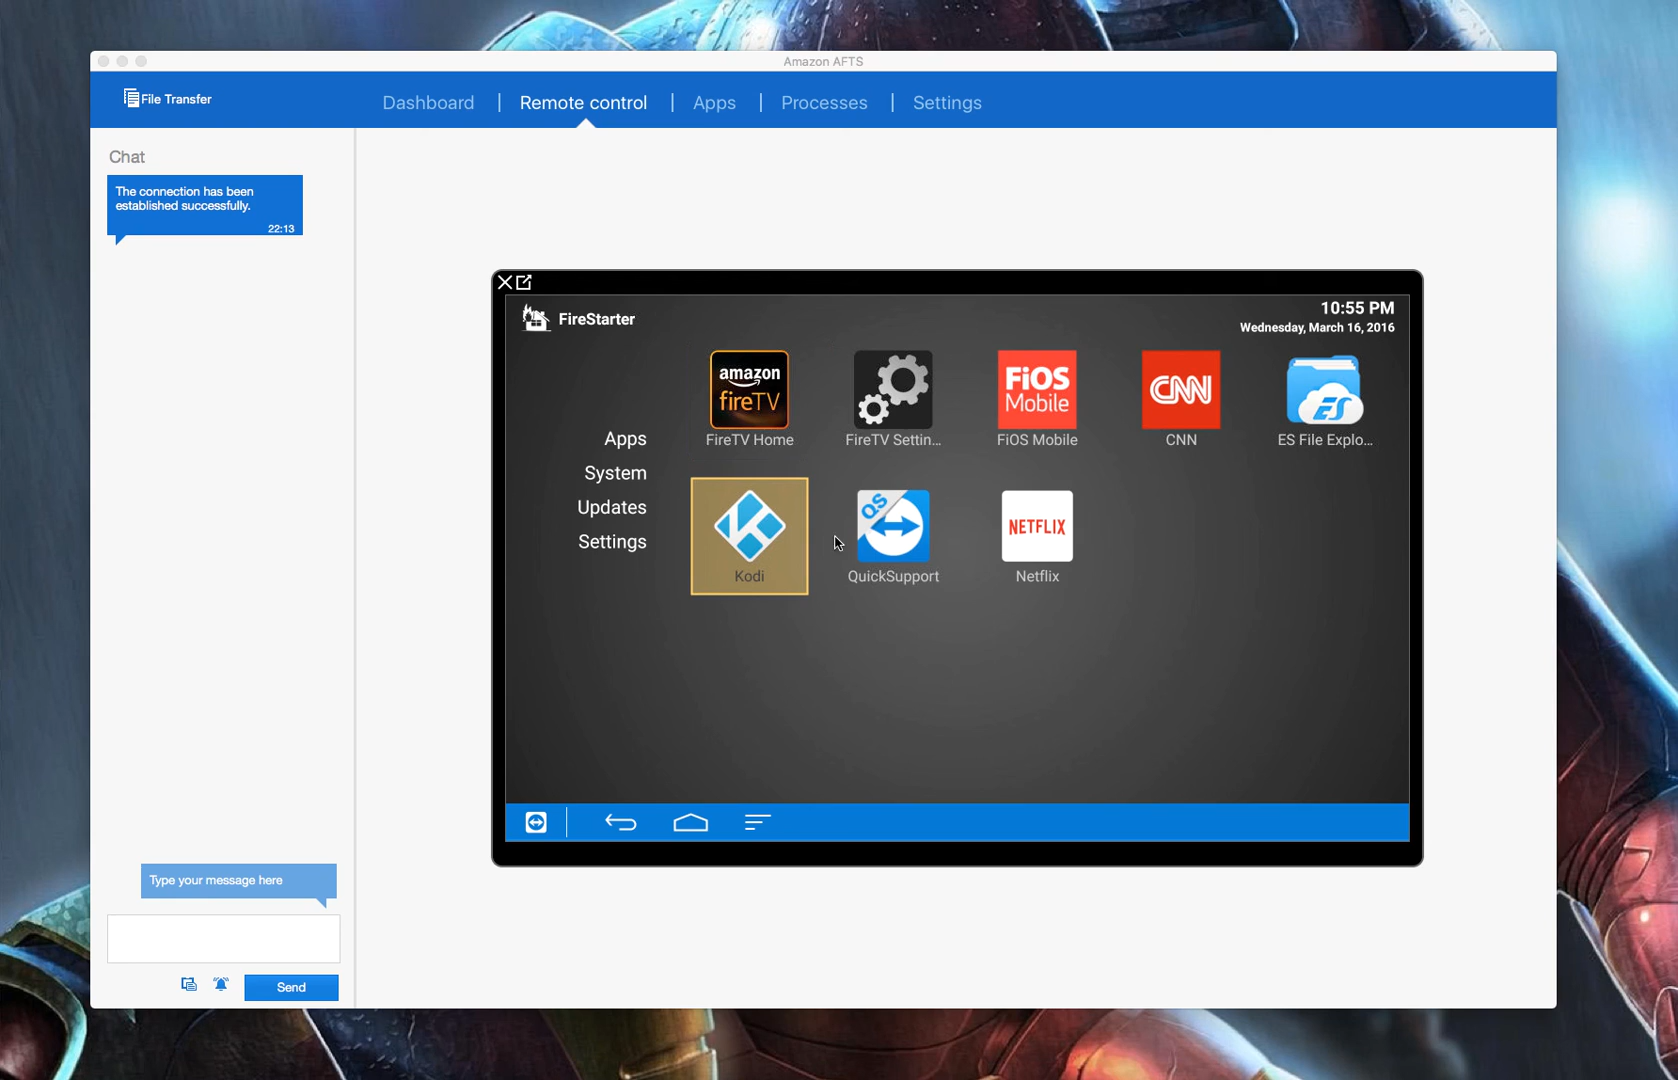 Amazon AFTS
File Transfer
Dashboard
Remote control
Apps
Processes
Settings
Chat
The connection has been
established successfully.
22:13
FireStarter
10:55 PM
Wednesday, March 16, 2016
Apps
System
Updates
Settings
amazon
fireTV
FireTV Home
FireTV Settin...
FiOS
Mobile
FiOS Mobile
CNN
CNN
ES
ES File Explo...
Kodi
QS
QuickSupport
NETFLIX
Netflix
Type your message here
Send